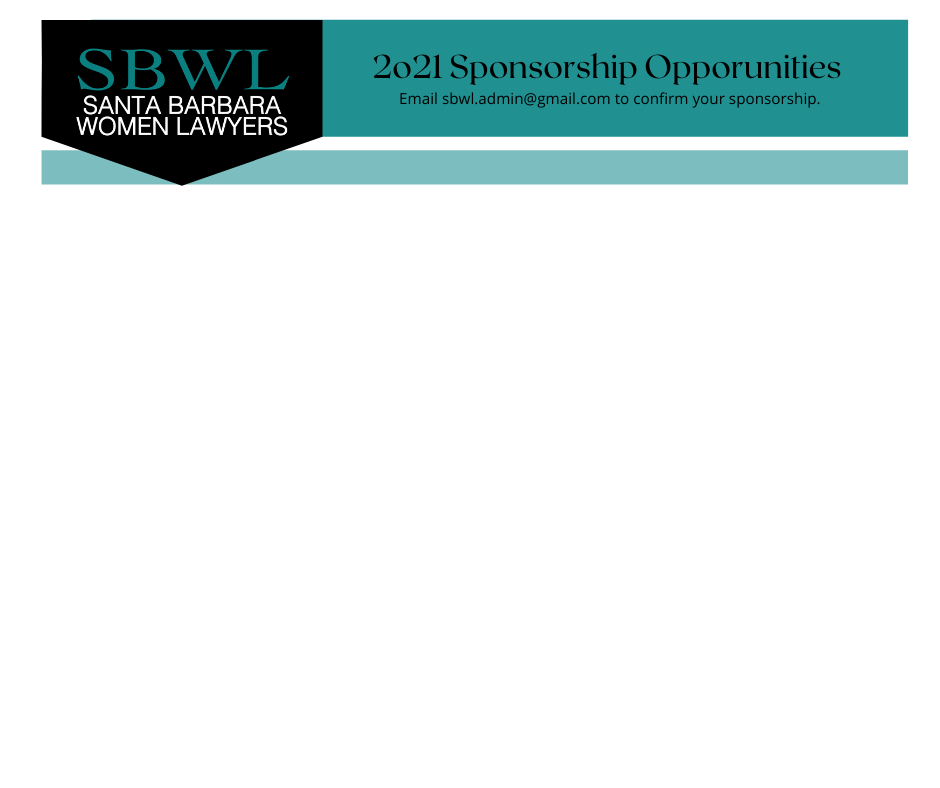 SBWL
SANTA BARBARA
WOMEN LAWYERS
2021 Sponsorship Opporunities
Email sbwl.admin@gmail.com to confirm your sponsorship.